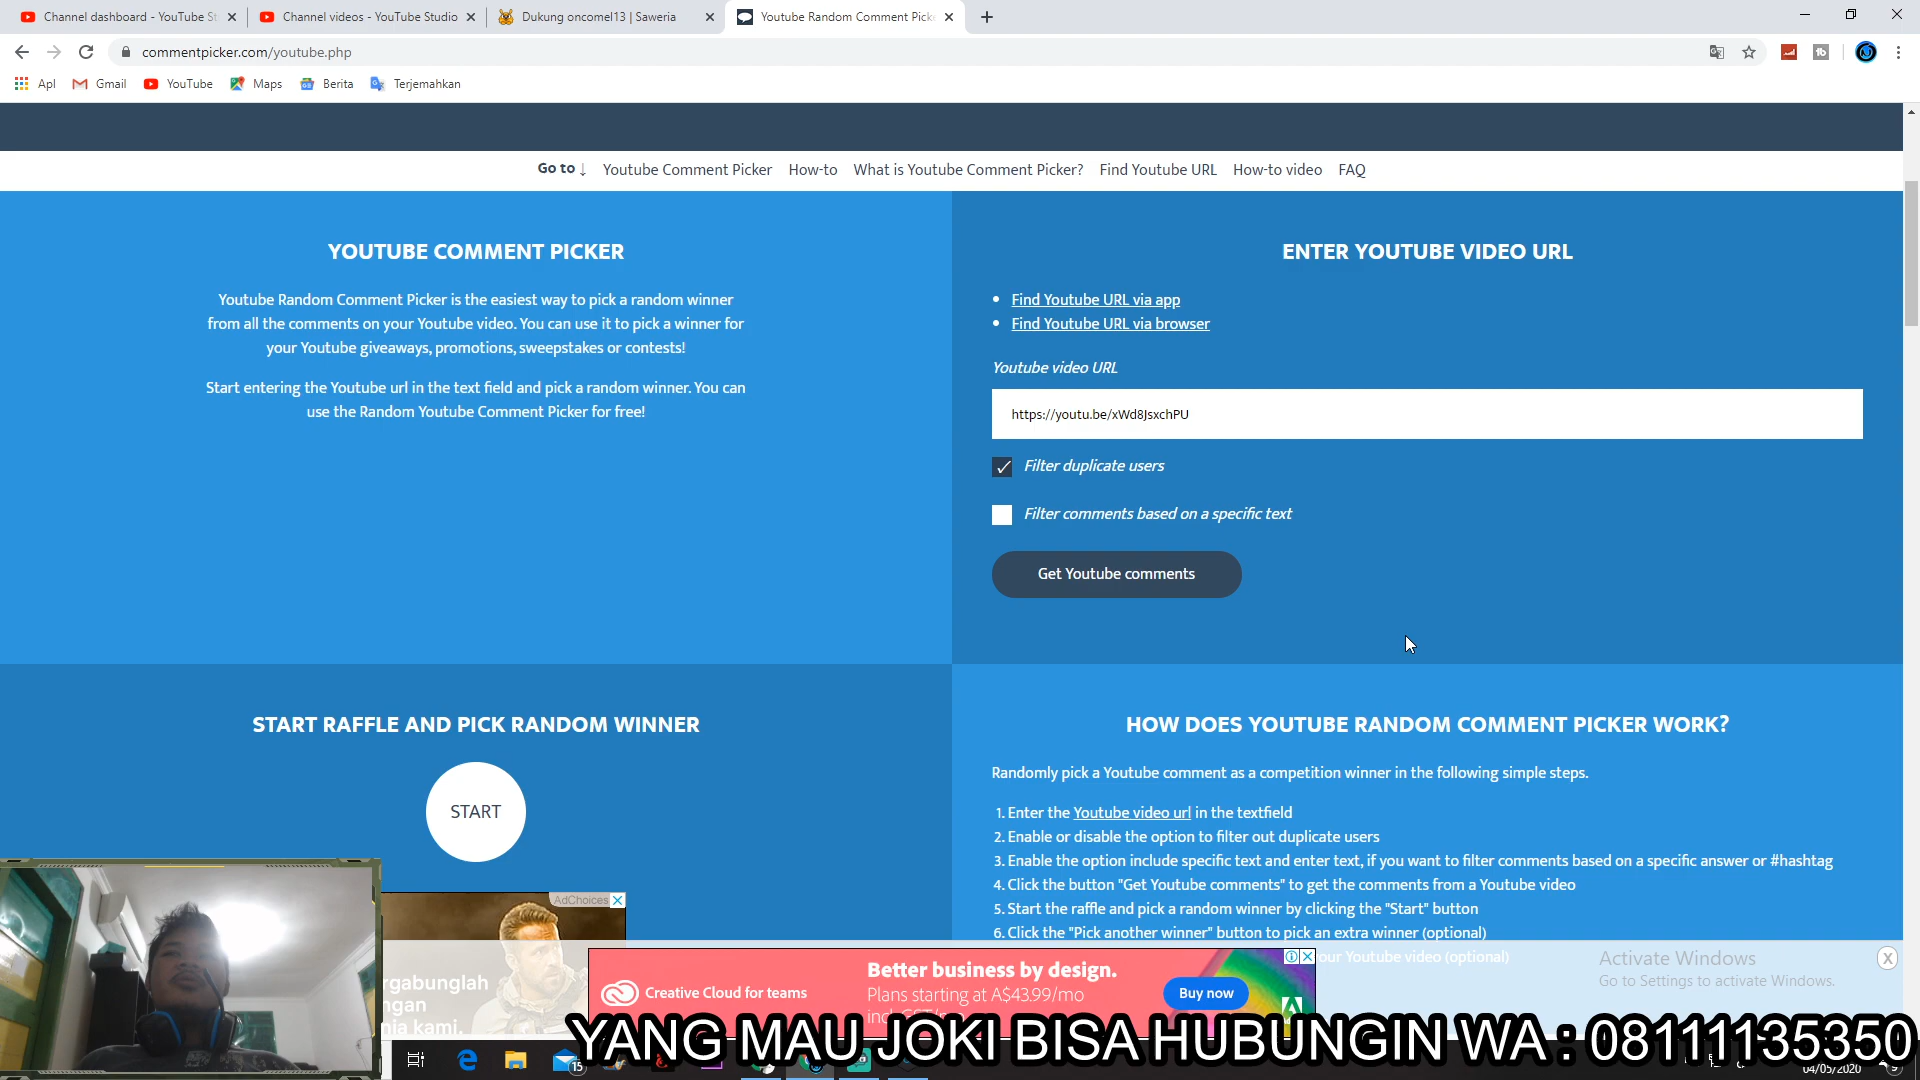 Channel dashboard - YouTube St
Channel videos - YouTube Studio
Dukung oncomel13 | Saweria
Youtube Random Comment Picke
commentpicker.com/youtube.php
Apl
Gmail
YouTube
Maps
Berita
Terjemahkan
Go to ↓ Youtube Comment Picker How-to What is Youtube Comment Picker? Find Youtube URL How-to video FAQ
YOUTUBE COMMENT PICKER
Youtube Random Comment Picker is the easiest way to pick a random winner
from all the comments on your Youtube video. You can use it to pick a winner for
your Youtube giveaways, promotions, sweepstakes or contests!
Start entering the Youtube url in the text field and pick a random winner. You can
use the Random Youtube Comment Picker for free!
ENTER YOUTUBE VIDEO URL
• Find Youtube URL via app
• Find Youtube URL via browser
Youtube video URL
https://youtu.be/xWd8JsxchPU
Filter duplicate users
Filter comments based on a specific text
Get Youtube comments
START RAFFLE AND PICK RANDOM WINNER
START
HOW DOES YOUTUBE RANDOM COMMENT PICKER WORK?
Randomly pick a Youtube comment as a competition winner in the following simple steps.
1. Enter the Youtube video url in the textfield
2. Enable or disable the option to filter out duplicate users
3. Enable the option include specific text and enter text, if you want to filter comments based on a specific answer or #hashtag
4. Click the button "Get Youtube comments" to get the comments from a Youtube video
5. Start the raffle and pick a random winner by clicking the "Start" button
6. Click the "Pick another winner" button to pick an extra winner (optional)
our Youtube video (optional)
AdChoices
rgabunglah
ngan
nia kami.
Creative Cloud for teams
Better business by design.
Plans starting at A$43.99/mo
Buy now
Activate Windows
Go to Settings to activate Windows.
YANG MAU JOKI BISA HUBUNGIN WA : 08111135350
15
04/05/2020
9